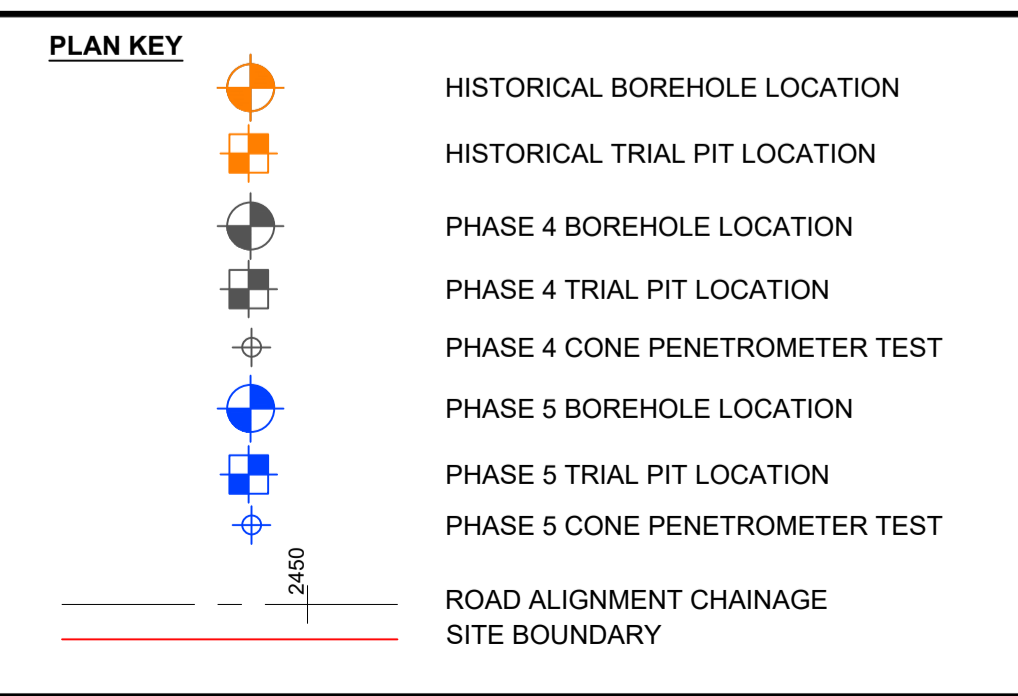 PLAN KEY
HISTORICAL BOREHOLE LOCATION
HISTORICAL TRIAL PIT LOCATION
PHASE 4 BOREHOLE LOCATION
PHASE 4 TRIAL PIT LOCATION
PHASE 4 CONE PENETROMETER TEST
PHASE 5 BOREHOLE LOCATION
PHASE 5 TRIAL PIT LOCATION
PHASE 5 CONE PENETROMETER TEST
2450
ROAD ALIGNMENT CHAINAGE
SITE BOUNDARY